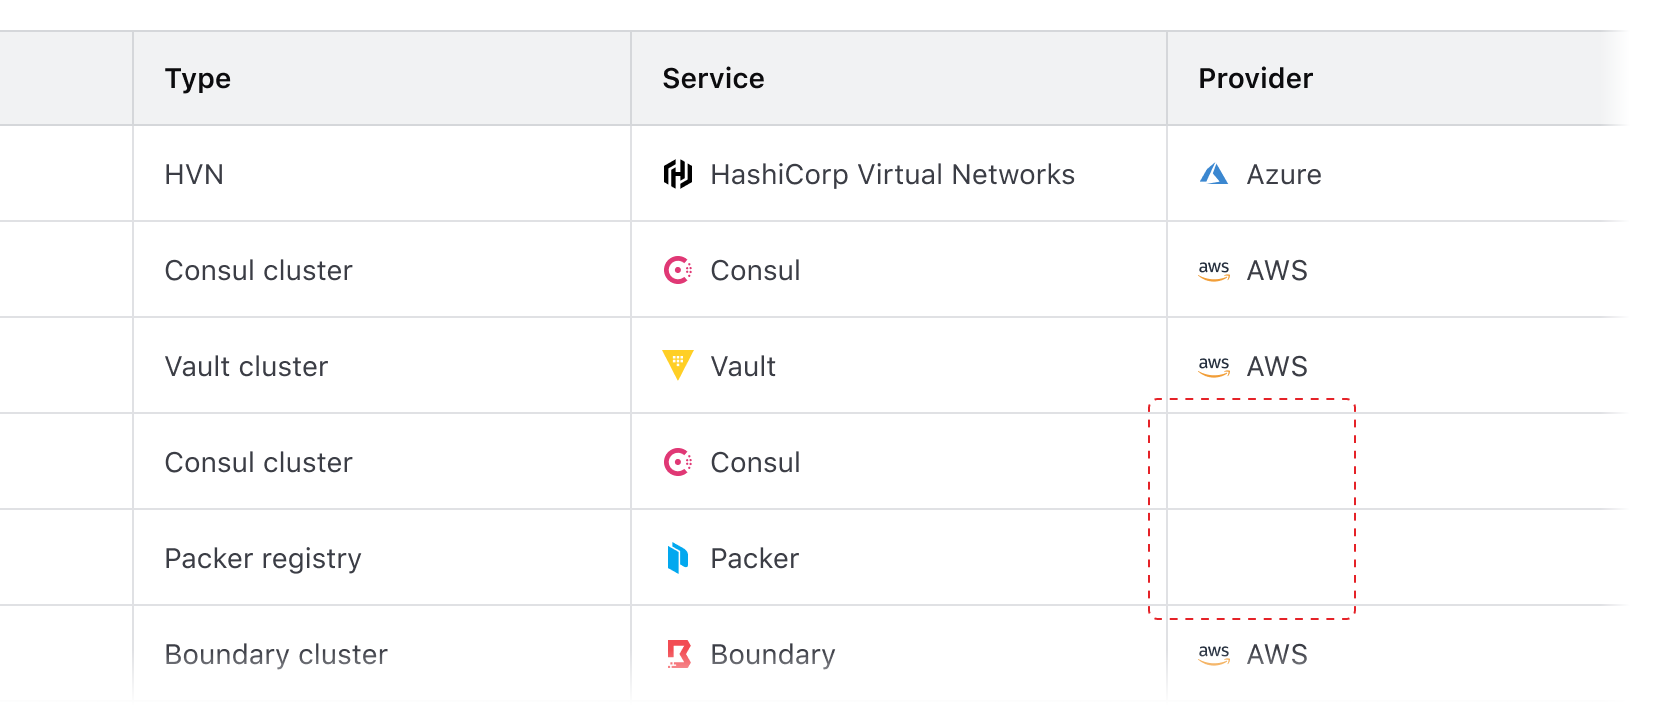 Type Service Provider
HVN HashiCorp Virtual Networks Azure
Consul cluster Consul aws AWS
Vault cluster Vault aws AWS
Consul cluster Consul
Packer registry Packer
Boundary cluster Boundary aws AWS